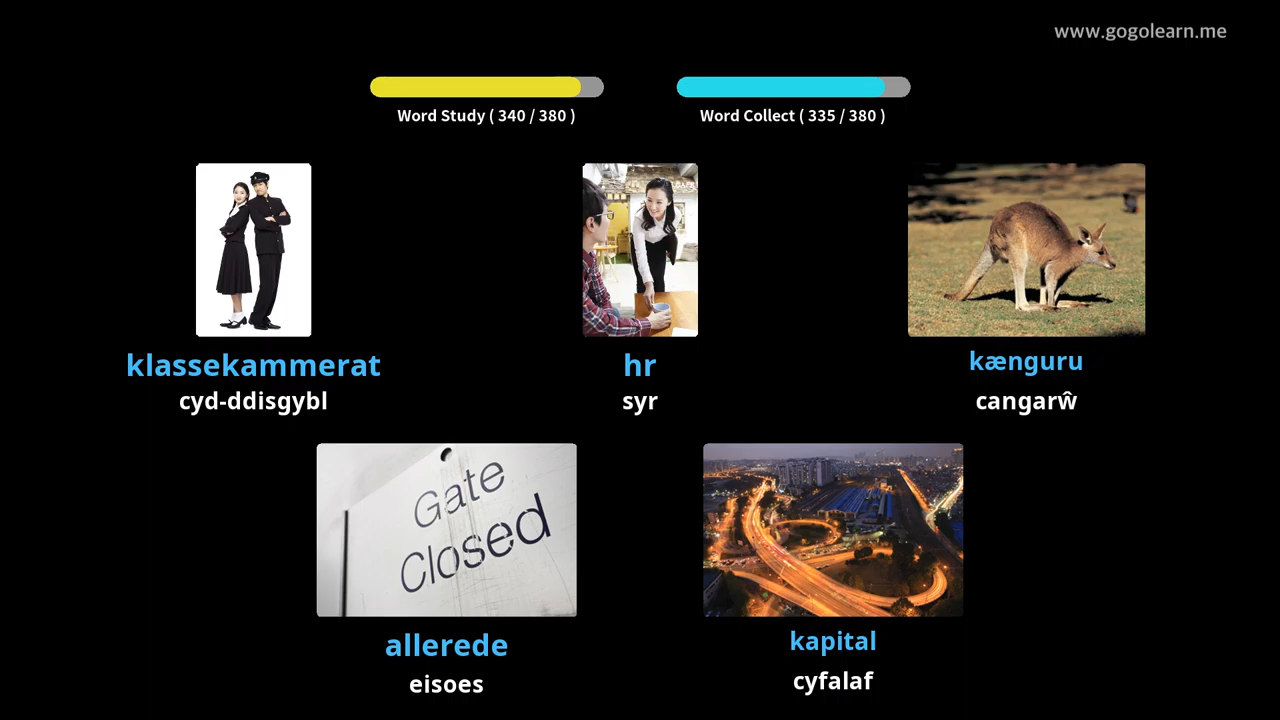 www.gogolearn.me
Word Study ( 340 / 380 )
Word Collect ( 335 / 380 )
klassekammerat
cyd-ddisgybl
hr
syr
kænguru
cangarŵ
Gate
Closed
allerede
eisoes
kapital
cyfalaf